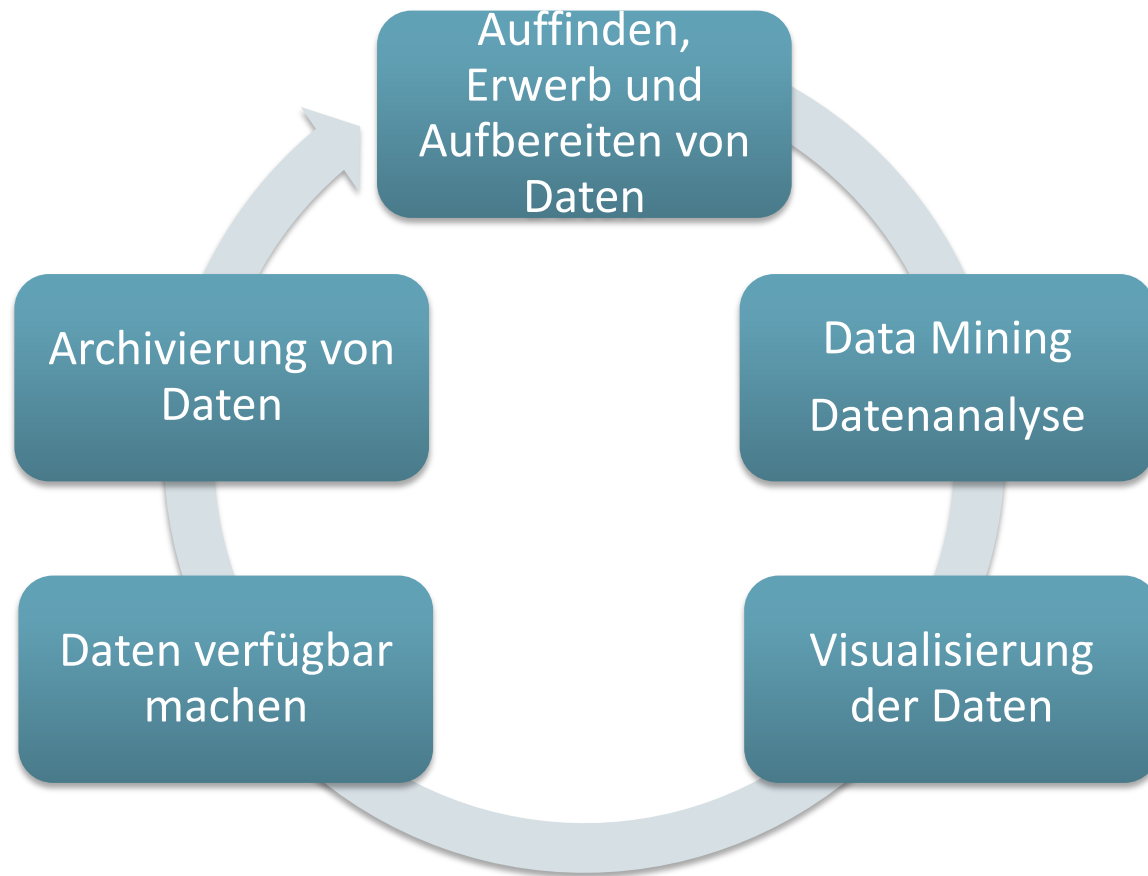 Auffinden,
Erwerb und
Aufbereiten von
Daten
Data Mining
Datenanalyse
Visualisierung
der Daten
Daten verfügbar
machen
Archivierung von
Daten